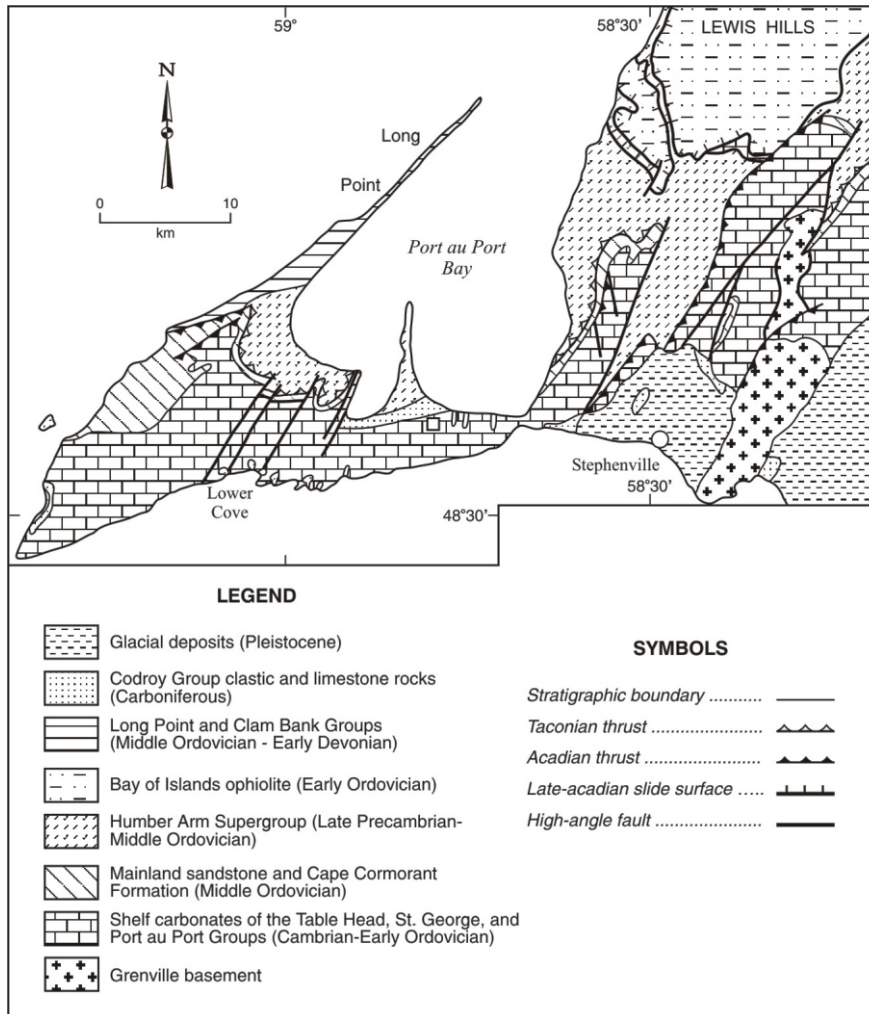 59°
58°30'
LEWIS HILLS
N
Long
Point
0
10
km
Port au Port
Bay
Stephenville
Lower
Cove
58°30'
48°30'
LEGEND
Glacial deposits (Pleistocene)
Codroy Group clastic and limestone rocks
(Carboniferous)
Long Point and Clam Bank Groups
(Middle Ordovician - Early Devonian)
Bay of Islands ophiolite (Early Ordovician)
Humber Arm Supergroup (Late Precambrian-
Middle Ordovician)
Mainland sandstone and Cape Cormorant
Formation (Middle Ordovician)
Shelf carbonates of the Table Head, St. George, and
Port au Port Groups (Cambrian-Early Ordovician)
Grenville basement
SYMBOLS
Stratigraphic boundary ..........
Taconian thrust ......................
Acadian thrust ........................
Late-acadian slide surface .....
High-angle fault .....................